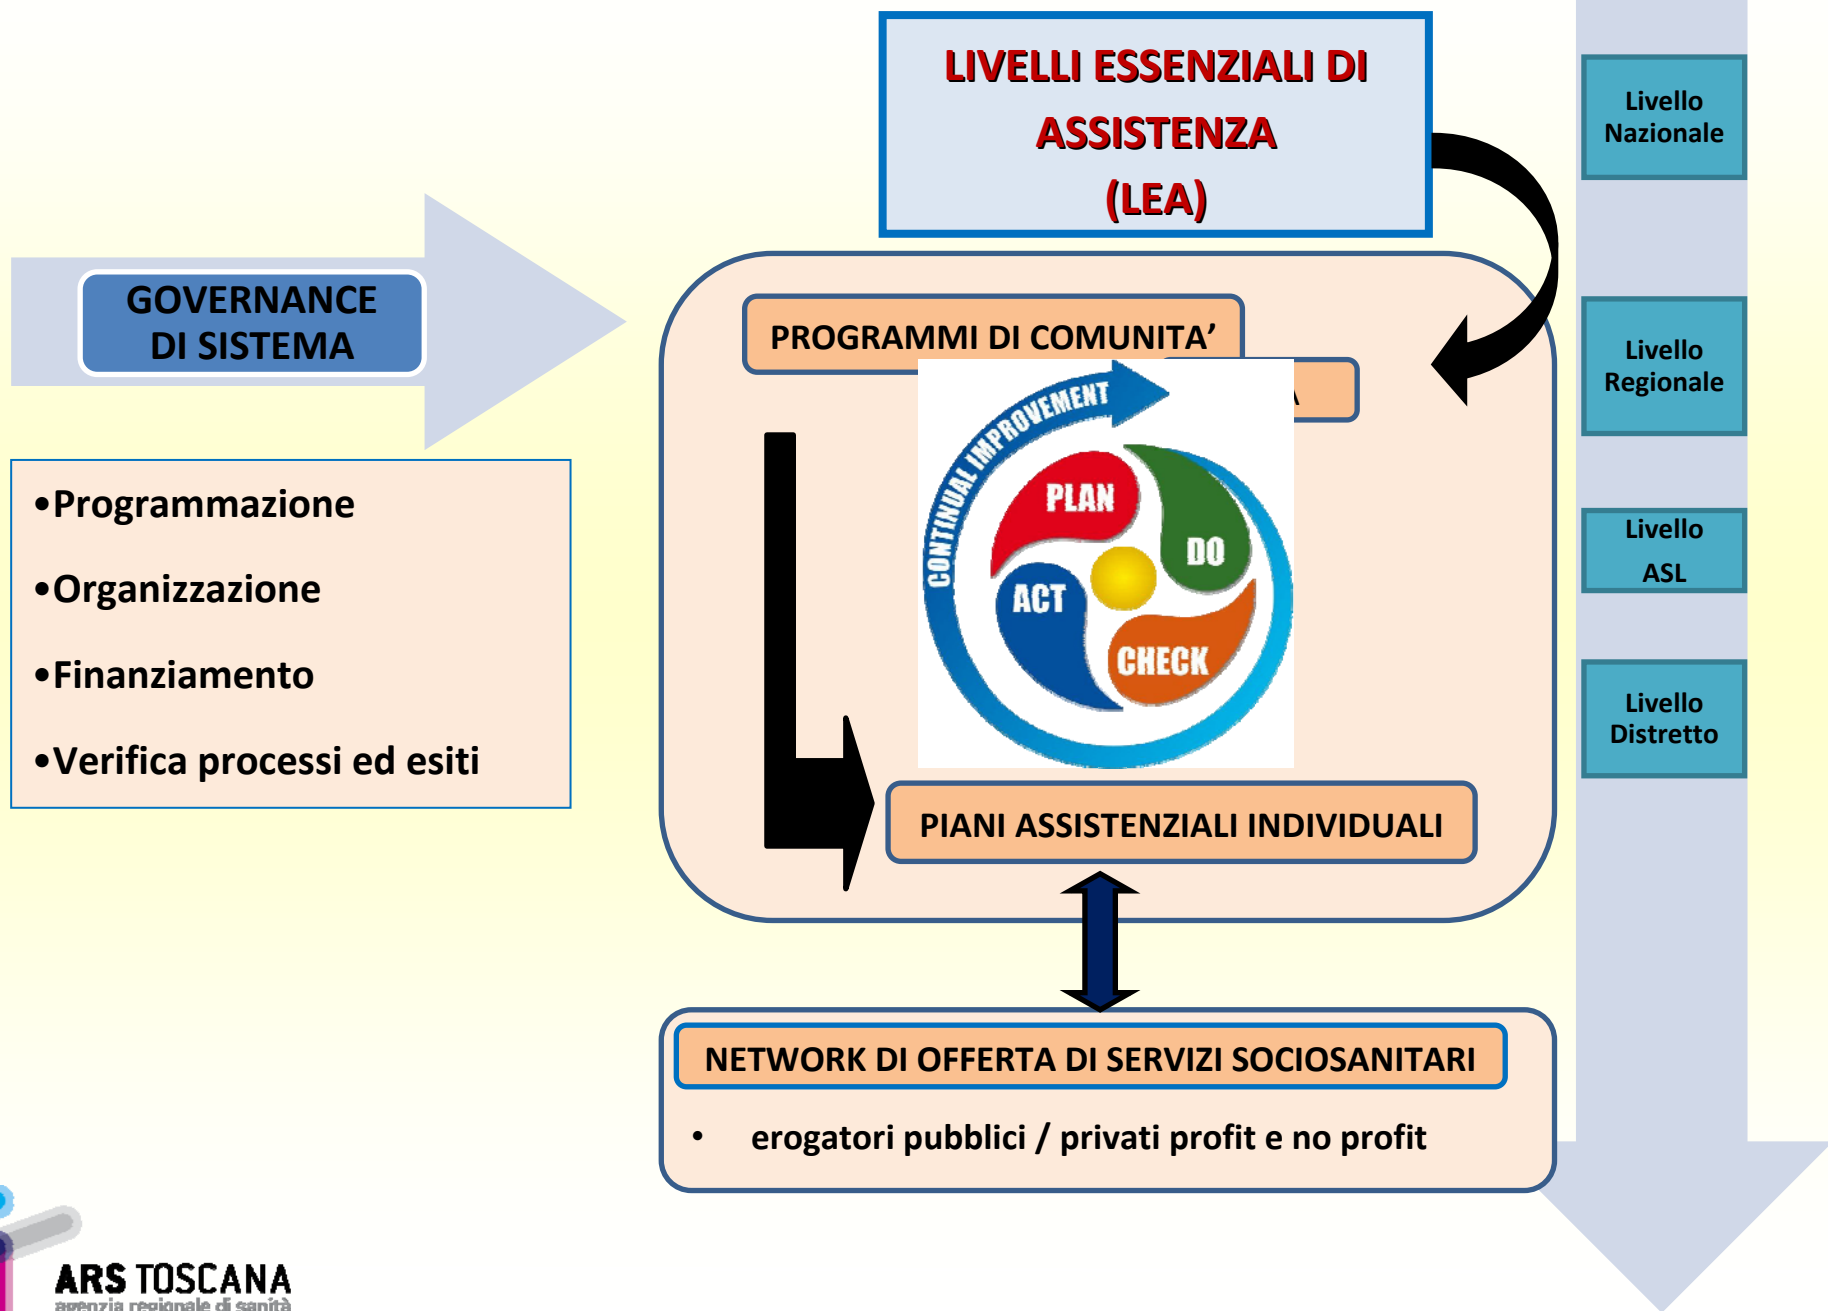 LIVELLI ESSENZIALI DI
ASSISTENZA
(LEA)
Livello
Nazionale
GOVERNANCE
DI SISTEMA
PROGRAMMI DI COMUNITA’
Livello
Regionale
•Programmazione
•Organizzazione
•Finanziamento
•Verifica processi ed esiti
CONTINUAL IMPROVEMENT
PLAN
DO
ACT
CHECK
Livello
ASL
Livello
Distretto
PIANI ASSISTENZIALI INDIVIDUALI
NETWORK DI OFFERTA DI SERVIZI SOCIOSANITARI
• erogatori pubblici / privati profit e no profit
ARS TOSCANA
agenzia regionale di sanità